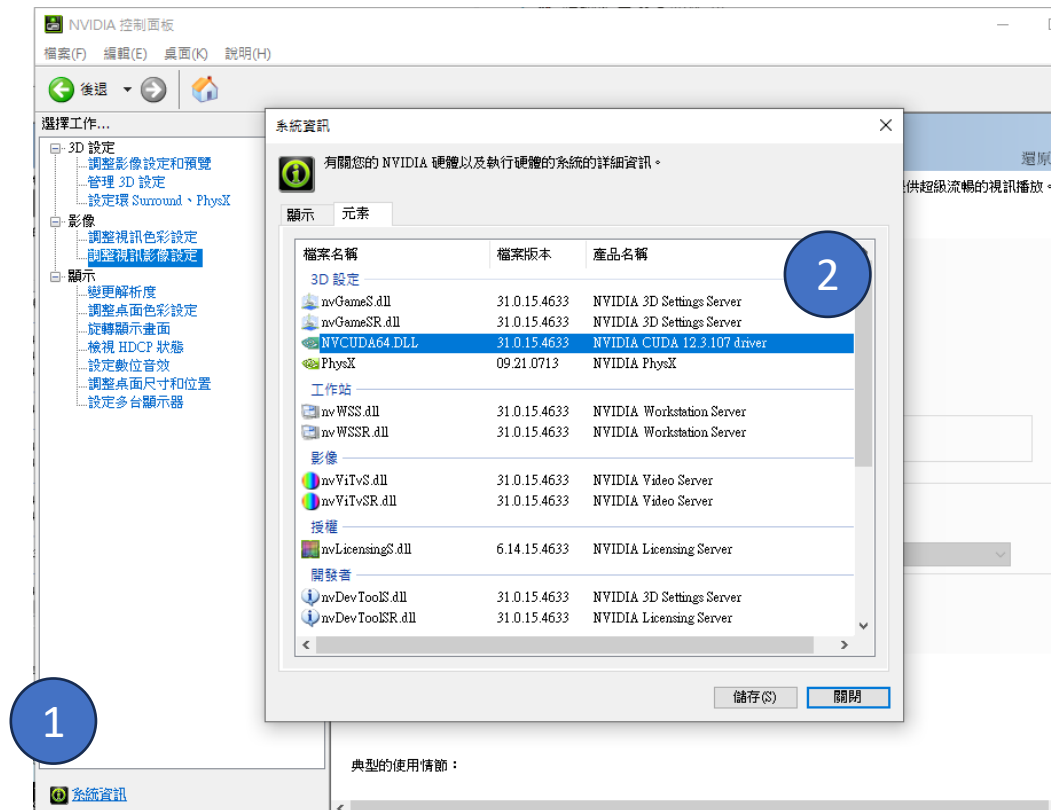 NVIDIA 控制面板
檔案(F) 編輯(E) 桌面(K) 說明(H)
後退
選擇工作...
3D 設定
調整影像設定和預覽
管理 3D 設定
設定環 Surround、PhysX
影像
調整視訊色彩設定
調整視訊影像設定
顯示
變更解析度
調整桌面色彩設定
旋轉顯示畫面
檢視 HDCP 狀態
設定數位音效
調整桌面尺寸和位置
設定多台顯示器
1
系統資訊
還原
供超級流暢的視訊播放。
典型的使用情節：
系統資訊
有關您的 NVIDIA 硬體以及執行硬體的系統的詳細資訊。
顯示 元素
檔案名稱 檔案版本 產品名稱
2
3D 設定
nvGameS.dll 31.0.15.4633 NVIDIA 3D Settings Server
nvGameSR.dll 31.0.15.4633 NVIDIA 3D Settings Server
NVCUDA64.DLL 31.0.15.4633 NVIDIA CUDA 12.3.107 driver
PhysX 09.21.0713 NVIDIA PhysX
工作站
nvWSS.dll 31.0.15.4633 NVIDIA Workstation Server
nvWSSR.dll 31.0.15.4633 NVIDIA Workstation Server
影像
nvViTvS.dll 31.0.15.4633 NVIDIA Video Server
nvViTvSR.dll 31.0.15.4633 NVIDIA Video Server
授權
nvLicensingS.dll 6.14.15.4633 NVIDIA Licensing Server
開發者
nvDevToolS.dll 31.0.15.4633 NVIDIA 3D Settings Server
nvDevToolSR.dll 31.0.15.4633 NVIDIA Licensing Server
儲存(S) 關閉